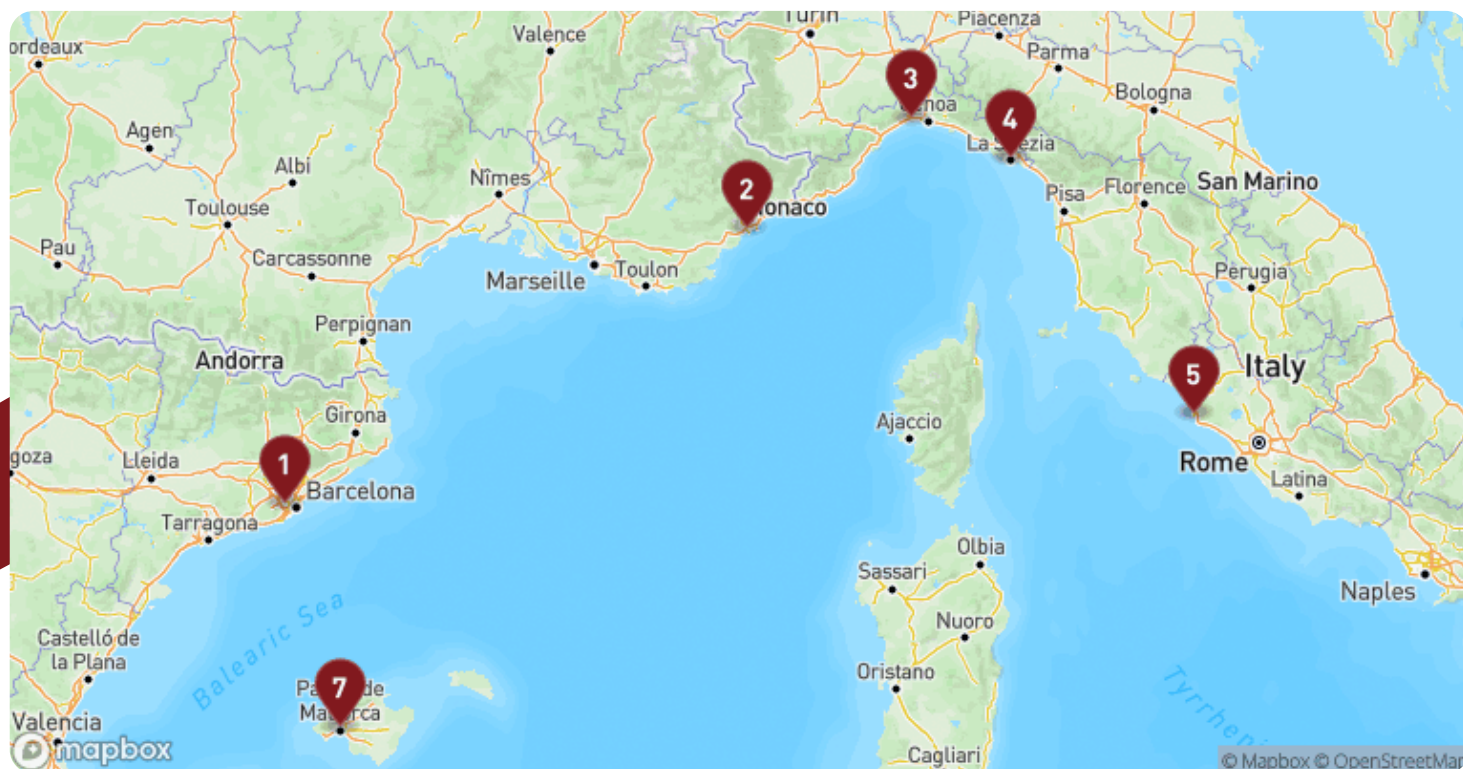 Turin
Piacenza
ordeaux
Valence
Parma
3
Genoa
Bologna
Agen
4
La Spezia
Albi
Nîmes
2
Monaco
Pisa
Florence
San Marino
Toulouse
Pau
Carcassonne
Marseille
Toulon
Perugia
Perpignan
Andorra
5
Italy
Girona
Ajaccio
goza
Lleida
1
Barcelona
Rome
Latina
Tarragona
Olbia
Sassari
Naples
Balearic Sea
Nuoro
Castelló de
la Plana
7
Oristano
Palma de
Mallorca
Tyrrheni
Valencia
mapbox
Cagliari
© Mapbox © OpenStreetMap